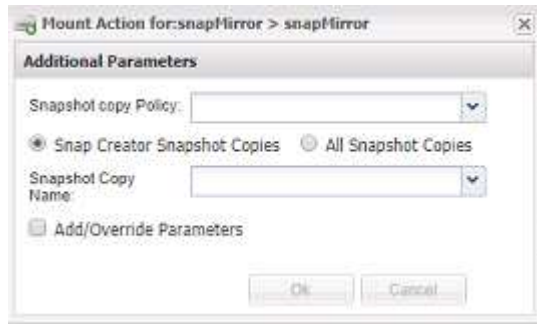 Mount Action for:snapMirror > snapMirror
Additional Parameters
Snapshot copy Policy:
Snap Creator Snapshot Copies All Snapshot Copies
Snapshot Copy
Name:
Add/Override Parameters
Ok Cancel